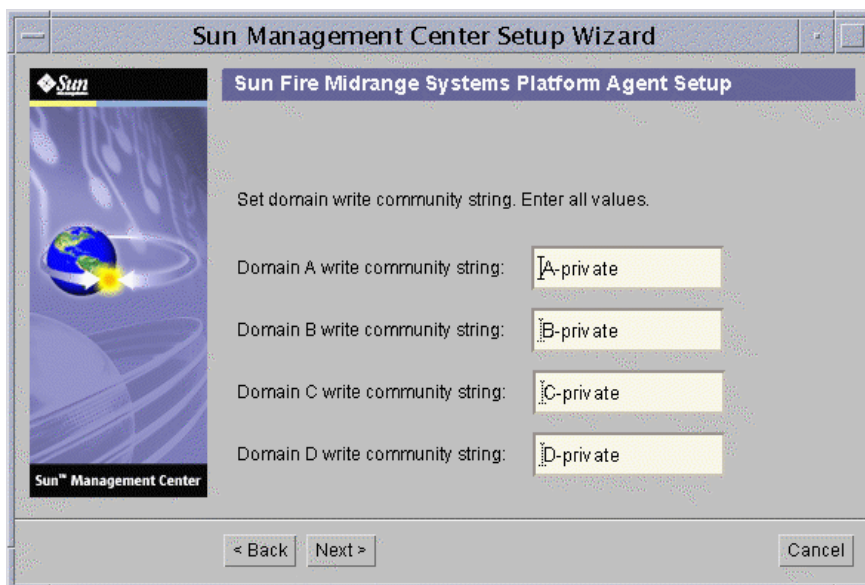 Sun Management Center Setup Wizard
Sun
Sun Fire Midrange Systems Platform Agent Setup
Set domain write community string. Enter all values.
Domain A write community string: A-private
Domain B write community string: B-private
Domain C write community string: C-private
Domain D write community string: D-private
Sun™ Management Center
< Back Next > Cancel